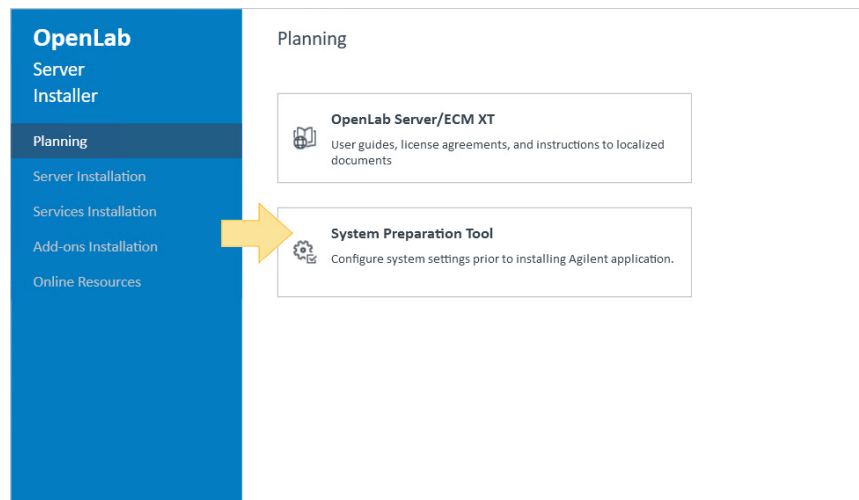 OpenLab
Server
Installer
Planning
Server Installation
Services Installation
Add-ons Installation
Online Resources
Planning
OpenLab Server/ECM XT
User guides, license agreements, and instructions to localized
documents
System Preparation Tool
Configure system settings prior to installing Agilent application.